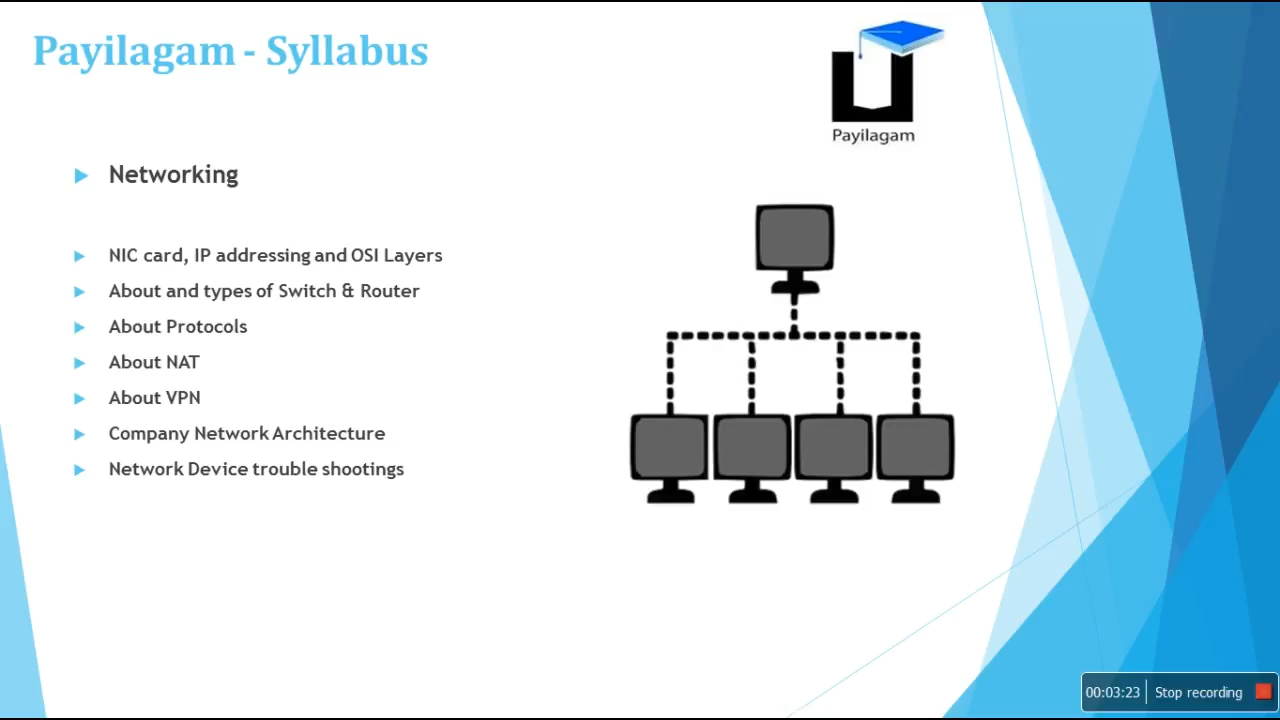 Payilagam - Syllabus
Payilagam
Networking
NIC card, IP addressing and OSI Layers
About and types of Switch & Router
About Protocols
About NAT
About VPN
Company Network Architecture
Network Device trouble shootings
00:03:23 Stop recording